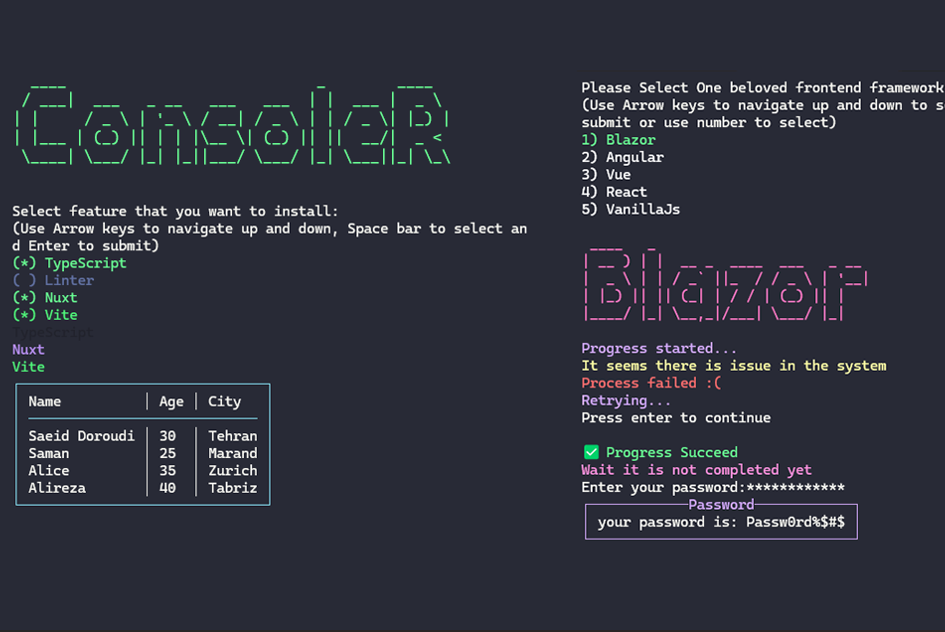 ConsoleR
Select feature that you want to install:
(Use Arrow keys to navigate up and down, Space bar to select an
d Enter to submit)
(*) TypeScript
( ) Linter
(*) Nuxt
(*) Vite
TypeScript
Nuxt
Vite
Name Age City
Saeid Doroudi 30 Tehran
Saman 25 Marand
Alice 35 Zurich
Alireza 40 Tabriz
Please Select One beloved frontend framework
(Use Arrow keys to navigate up and down to s
submit or use number to select)
1) Blazor
2) Angular
3) Vue
4) React
5) VanillaJs
Blazor
Progress started...
It seems there is issue in the system
Process failed :(
Retrying...
Press enter to continue
✅ Progress Succeed
Wait it is not completed yet
Enter your password:************
Password
your password is: Passw0rd%$#$